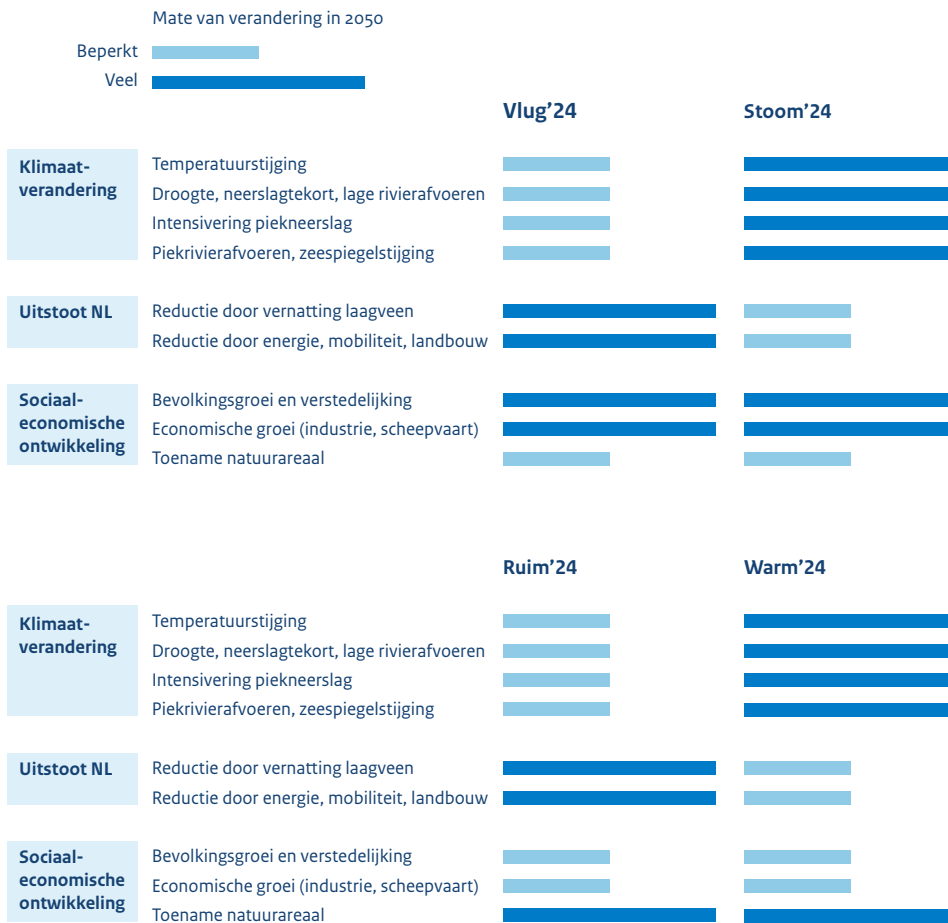 Mate van verandering in 2050
Beperkt
Veel
Vlug’24
Stoom’24
Klimaat-
verandering
Temperatuurstijging
Droogte, neerslagtekort, lage rivierafvoeren
Intensivering piekneerslag
Piekrivierafvoeren, zeespiegelstijging
Uitstoot NL
Reductie door vernatting laagveen
Reductie door energie, mobiliteit, landbouw
Sociaal-
economische
ontwikkeling
Bevolkingsgroei en verstedelijking
Economische groei (industrie, scheepvaart)
Toename natuurareaal
Ruim’24
Warm’24
Klimaat-
verandering
Temperatuurstijging
Droogte, neerslagtekort, lage rivierafvoeren
Intensivering piekneerslag
Piekrivierafvoeren, zeespiegelstijging
Uitstoot NL
Reductie door vernatting laagveen
Reductie door energie, mobiliteit, landbouw
Sociaal-
economische
ontwikkeling
Bevolkingsgroei en verstedelijking
Economische groei (industrie, scheepvaart)
Toename natuurareaal